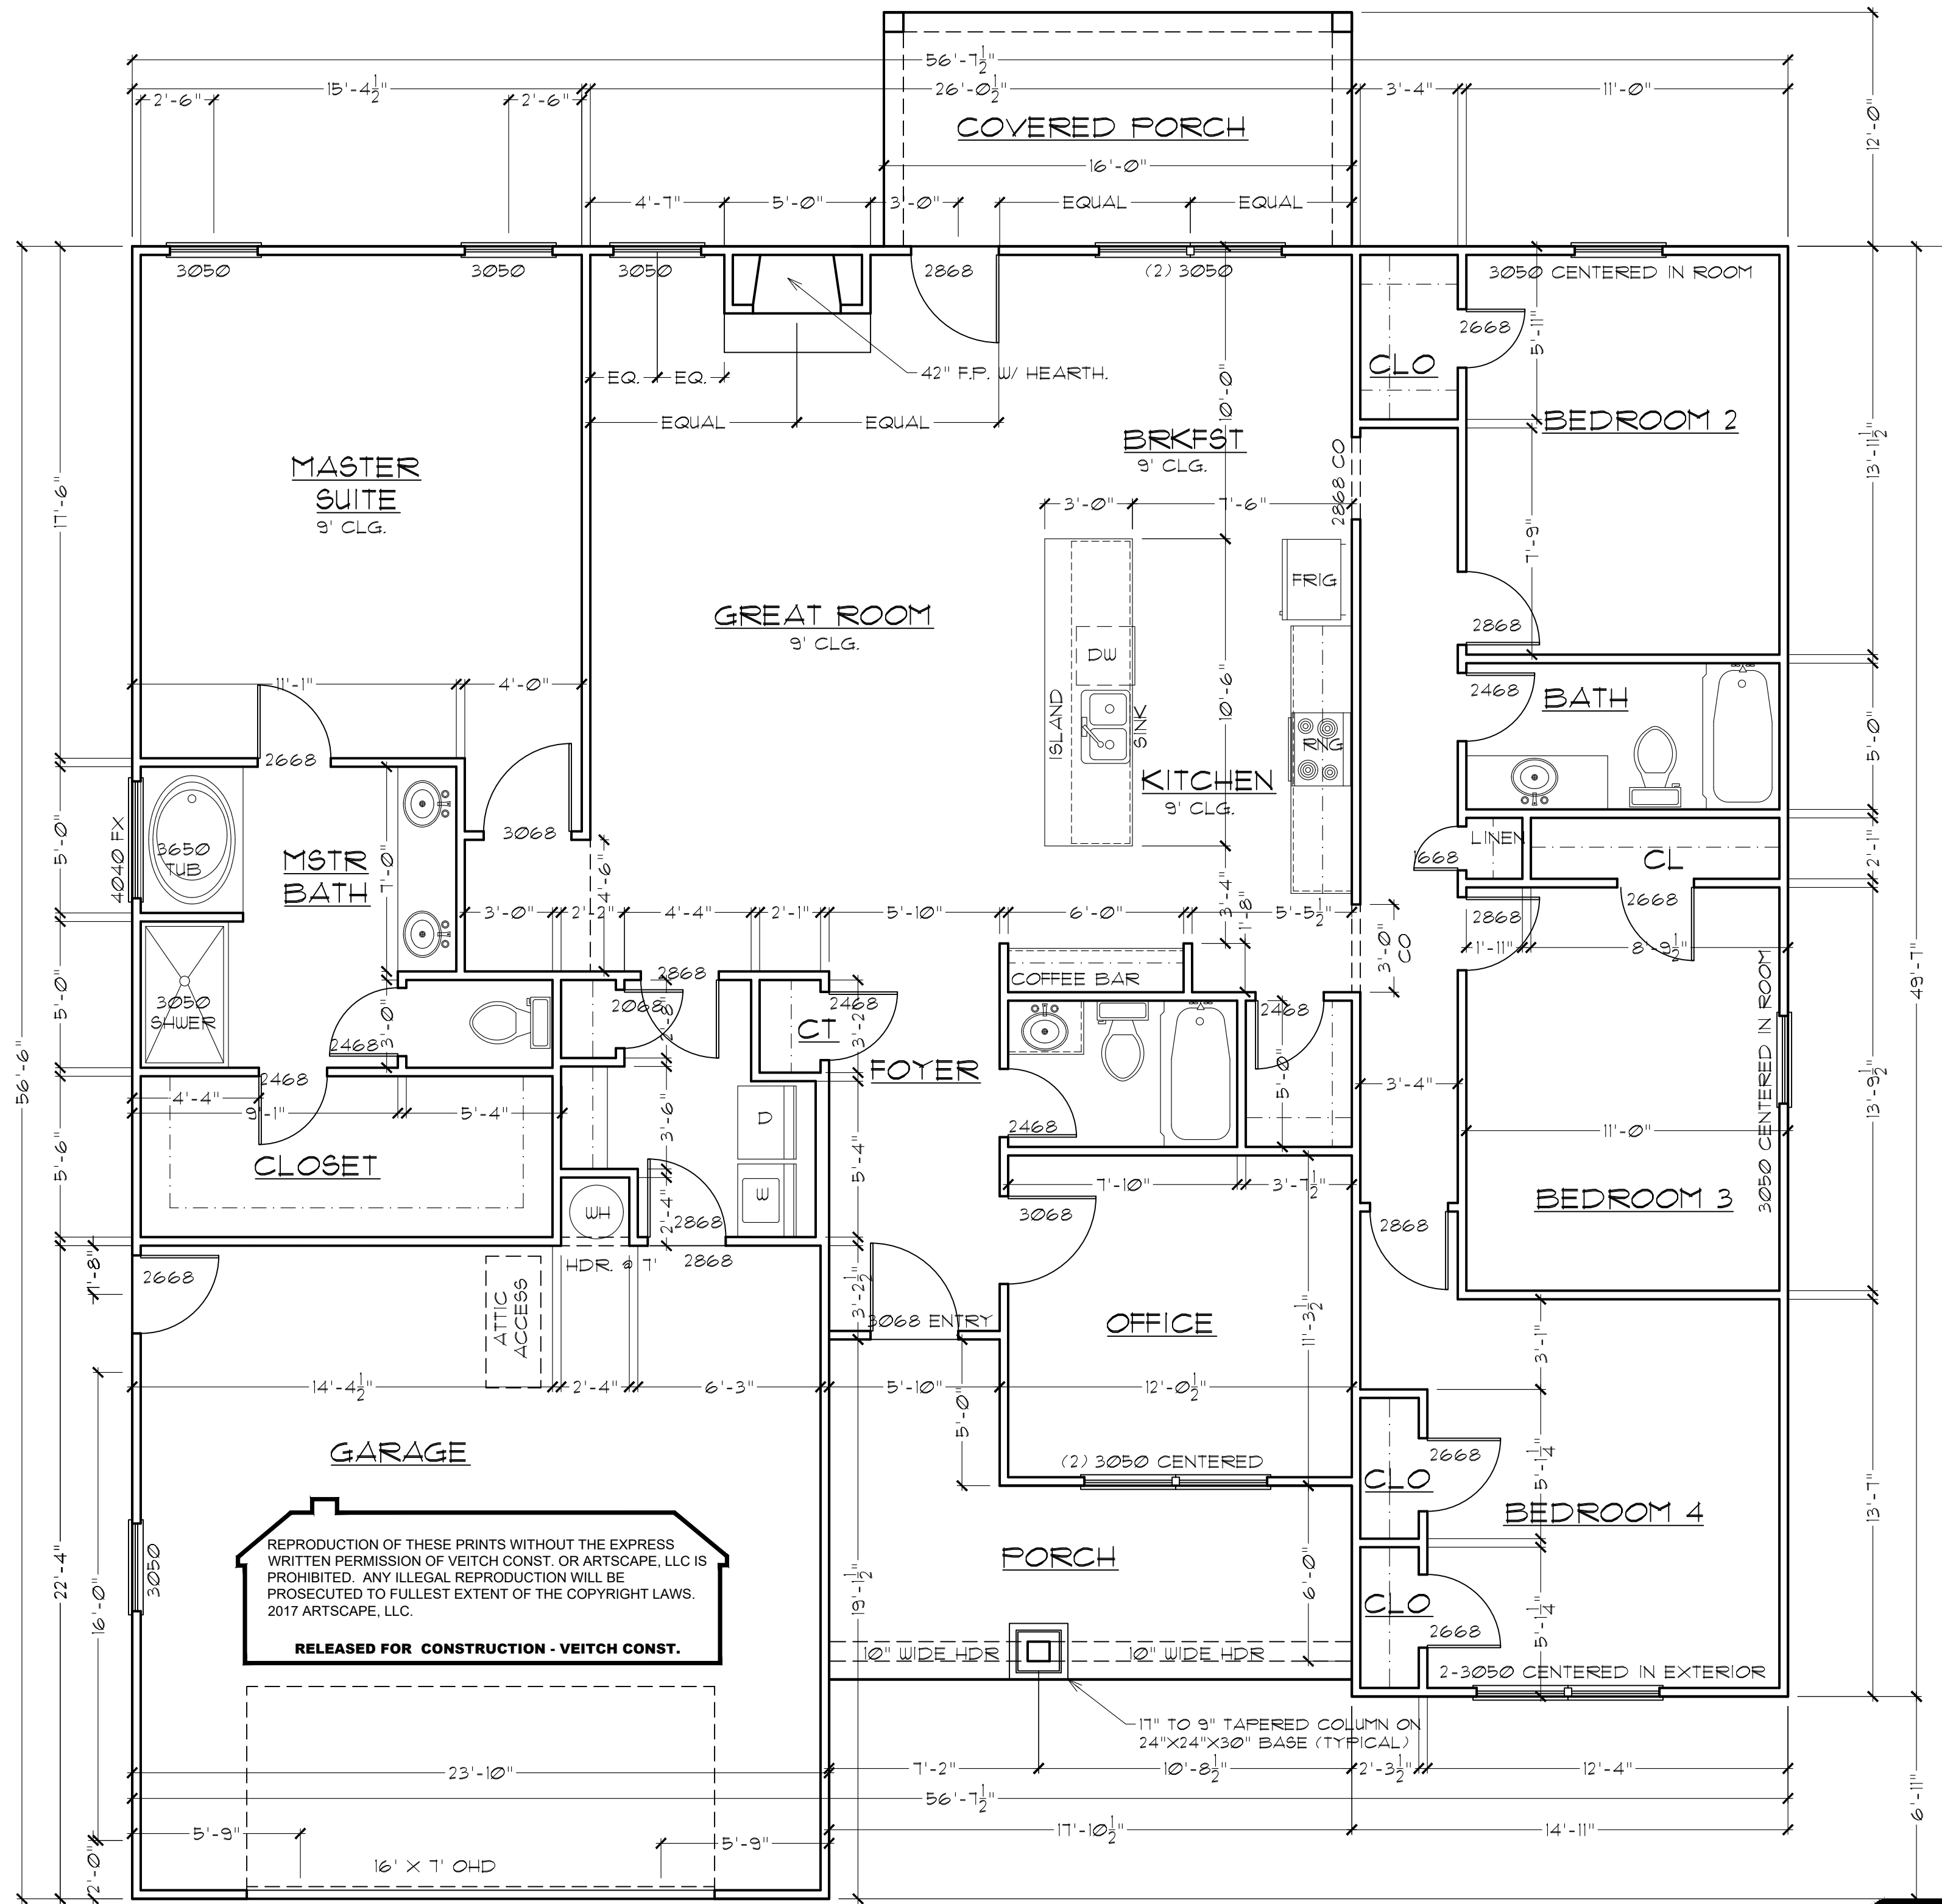 56'-7 1/2"
15'-4 1/2"
26'-0 1/2"
3'-4"
11'-0"
2'-6"
2'-6"
12'-0"
COVERED PORCH
16'-0"
4'-7"
5'-0"
3'-0"
EQUAL
EQUAL
3050
3050
3050
2868
(2) 3050
3050 CENTERED IN ROOM
2668
5'-11"
CLO
42" F.P. W/ HEARTH.
EQ.
EQ.
EQUAL
EQUAL
10'-0"
BEDROOM 2
13'-11 1/2"
BRKFST
9' CLG.
2868 CO
MASTER
SUITE
9' CLG.
17'-6"
3'-0"
7'-6"
7'-9"
FRIG
GREAT ROOM
9' CLG.
2868
DW
11'-1"
4'-0"
10'-6"
ISLAND
SINK
2468
BATH
RNG
5'-0"
2668
KITCHEN
9' CLG.
3068
5'-0"
4040 FX
3650
TUB
MSTR
BATH
7'-0"
4'-6"
LINEN
1668
CL
2'-1"
2668
3'-0"
2'-2"
4'-4"
2'-1"
5'-10"
6'-0"
5'-5 1/2"
3'-4"
1'-8"
2868
1'-11"
8'-9 1/2"
3'-0"
CO
COFFEE BAR
2868
49'-7"
5'-0"
3050
SHWER
2468
3'-0"
2068
2'-8"
CT
2468
3'-2"
2468
3050 CENTERED IN ROOM
56'-6"
FOYER
5'-0"
3'-4"
13'-9 1/2"
2468
4'-4"
9'-1"
5'-4"
3'-6"
D
5'-4"
2468
11'-0"
5'-6"
CLOSET
7'-10"
3'-7 1/2"
BEDROOM 3
WH
2'-4"
2868
W
3068
2868
HDR. @ 7'
2868
1'-8"
2668
ATTIC
ACCESS
3'-2 1/2"
3068 ENTRY
OFFICE
11'-3 1/2"
3'-1"
14'-4 1/2"
2'-4"
6'-3"
5'-10"
12'-0 1/2"
5'-0"
GARAGE
(2) 3050 CENTERED
2668
CLO
5'-1 1/4"
BEDROOM 4
13'-7"
22'-4"
16'-0"
3050
REPRODUCTION OF THESE PRINTS WITHOUT THE EXPRESS
WRITTEN PERMISSION OF VEITCH CONST. OR ARTSCAPE, LLC IS
PROHIBITED. ANY ILLEGAL REPRODUCTION WILL BE
PROSECUTED TO FULLEST EXTENT OF THE COPYRIGHT LAWS.
2017 ARTSCAPE, LLC.
RELEASED FOR CONSTRUCTION - VEITCH CONST.
19'-1 1/2"
PORCH
6'-0"
CLO
5'-1 1/4"
2668
10" WIDE HDR
10" WIDE HDR
2-3050 CENTERED IN EXTERIOR
17" TO 9" TAPERED COLUMN ON
24"X24"X30" BASE (TYPICAL)
23'-10"
7'-2"
10'-8 1/2"
2'-3 1/2"
12'-4"
56'-7 1/2"
6'-11"
5'-9"
5'-9"
17'-10 1/2"
14'-11"
2'-0"
16' X 7' OHD